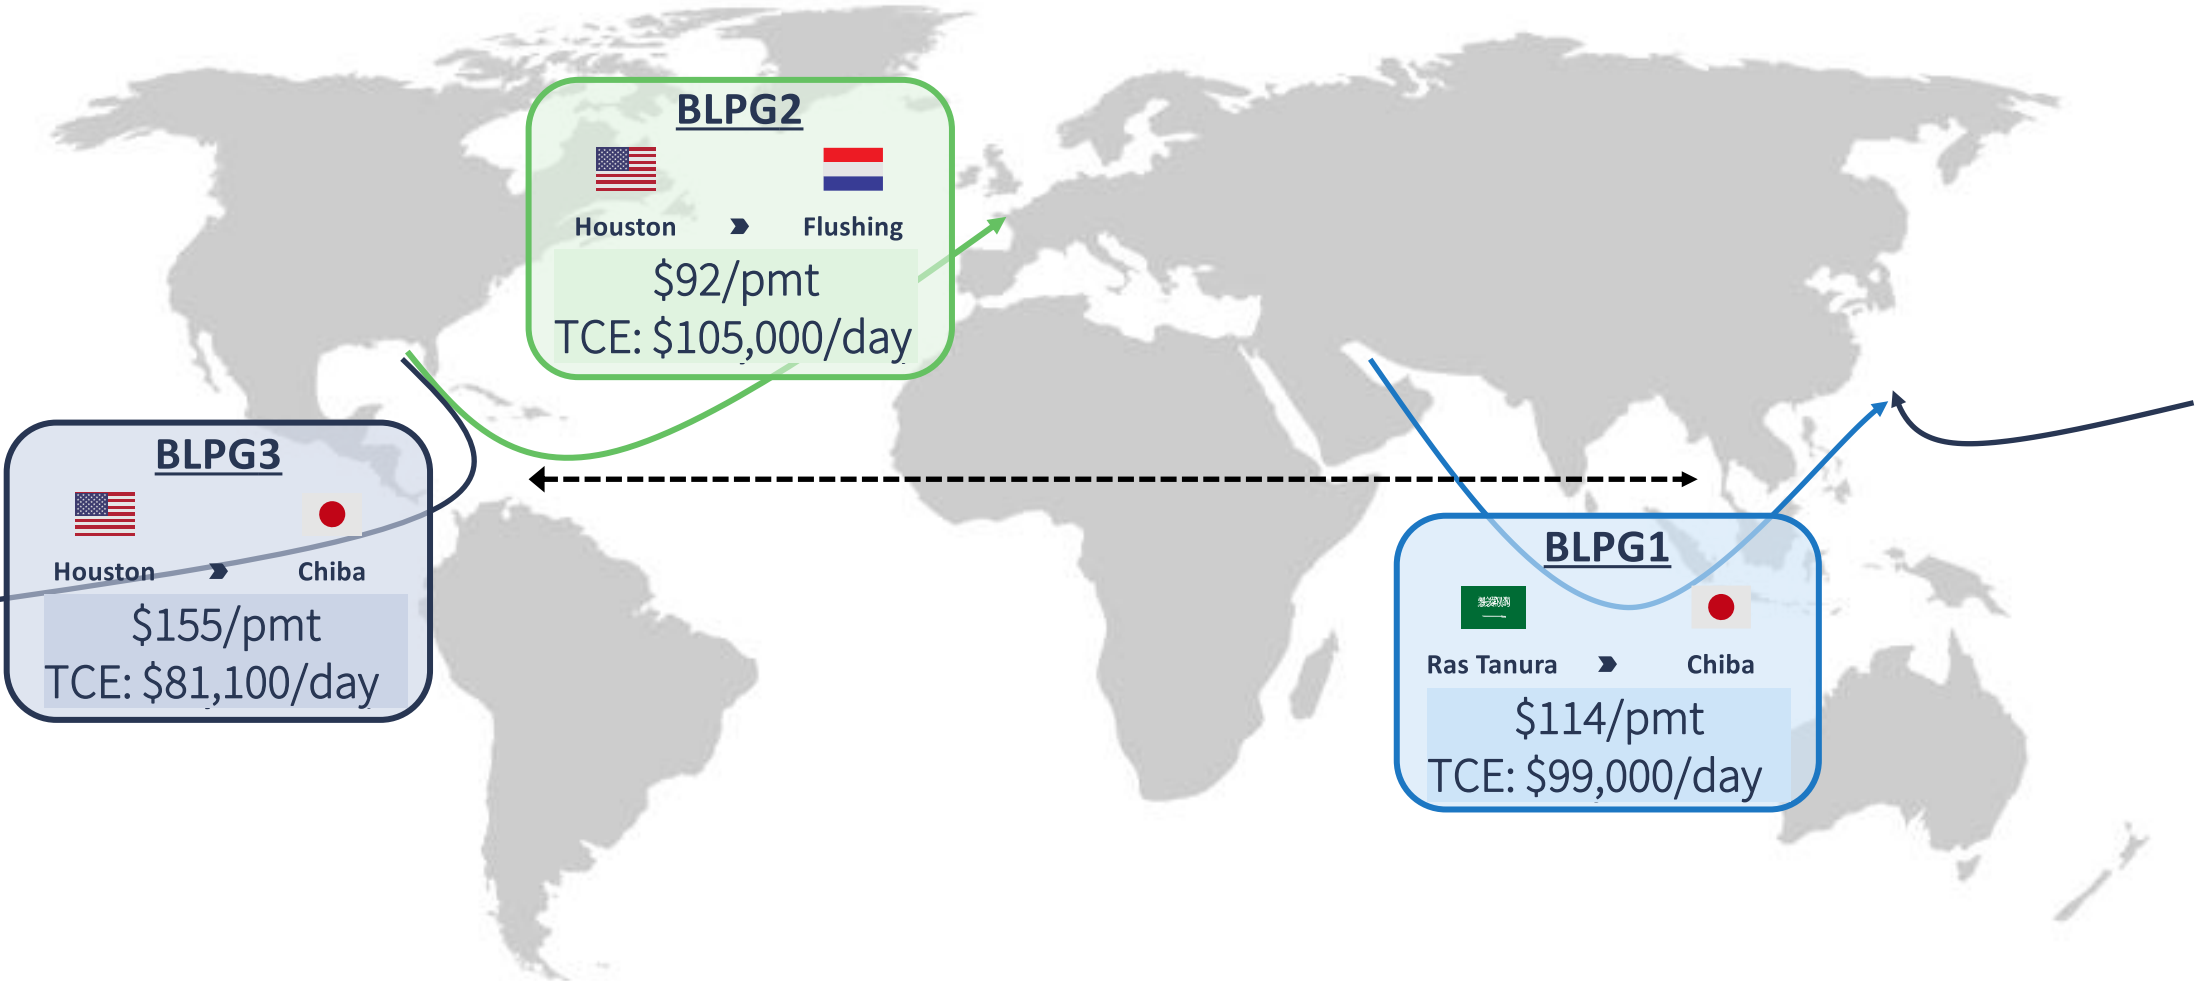 BLPG2
Houston Flushing
$92/pmt
TCE: $105,000/day
BLPG3
Houston Chiba
$155/pmt
TCE: $81,100/day
BLPG1
Ras Tanura Chiba
$114/pmt
TCE: $99,000/day